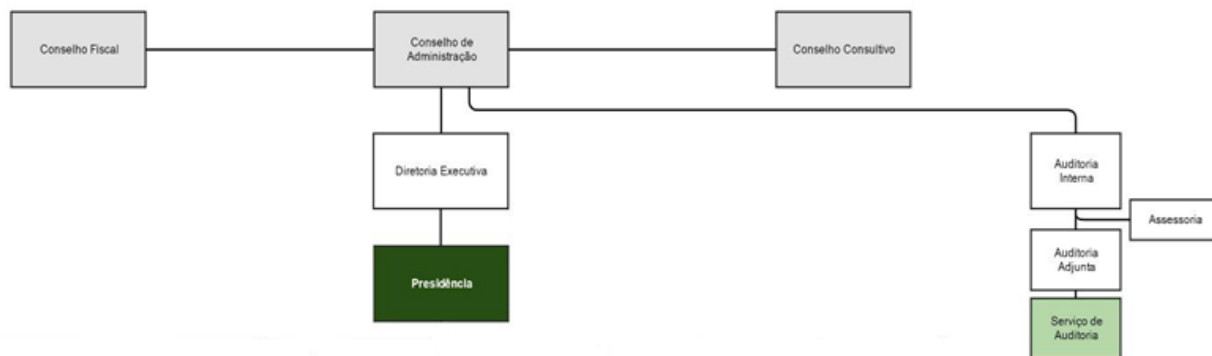 Conselho Fiscal
Conselho de
Administração
Conselho Consultivo
Diretoria Executiva
Auditoria
Interna
Assessoria
Auditoria
Adjunta
Presidência
Serviço de
Auditoria